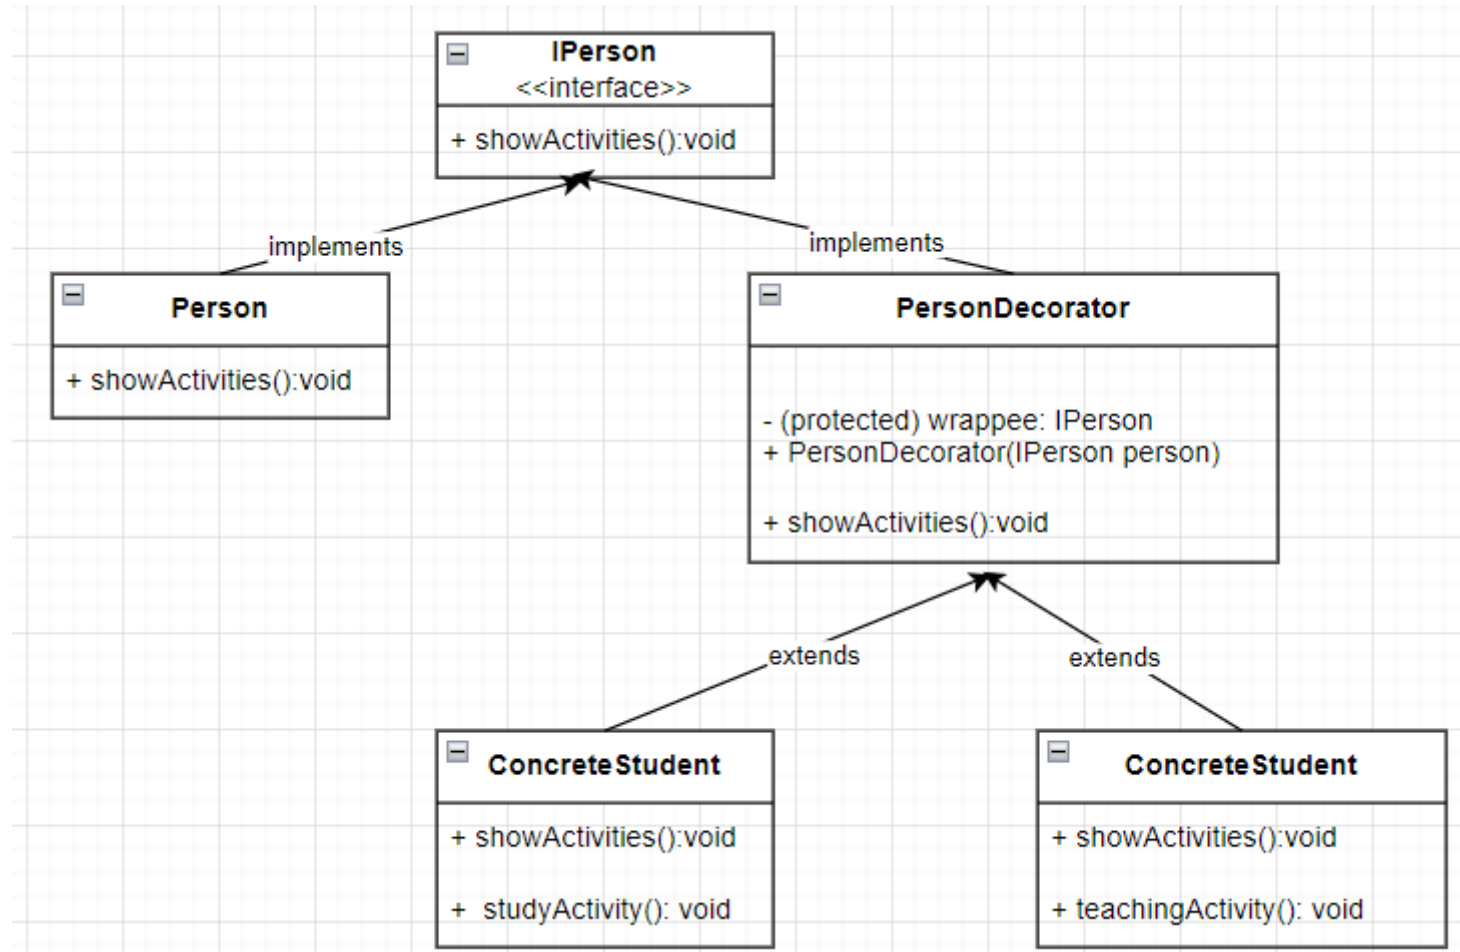 IPerson
<<interface>>
+ showActivities():void
implements
implements
Person
+ showActivities():void
PersonDecorator
- (protected) wrappee: IPerson
+ PersonDecorator(IPerson person)
+ showActivities():void
extends
extends
ConcreteStudent
+ showActivities():void
+ studyActivity(): void
ConcreteStudent
+ showActivities():void
+ teachingActivity(): void